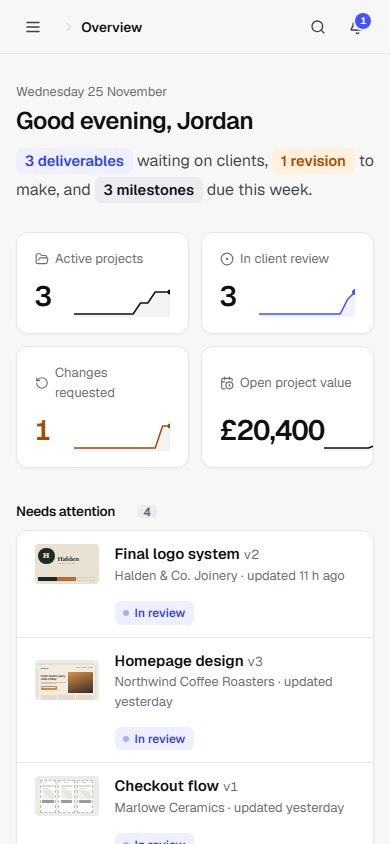 Overview
1
Wednesday 25 November
Good evening, Jordan
3 deliverables waiting on clients, 1 revision to
make, and 3 milestones due this week.
Active projects
3
In client review
3
Changes
requested
1
Open project value
£20,400
Needs attention 4
Halden
Final logo system v2
Halden & Co. Joinery · updated 11 h ago
In review
Homepage design v3
Northwind Coffee Roasters · updated
yesterday
In review
Checkout flow v1
Marlowe Ceramics · updated yesterday
In review